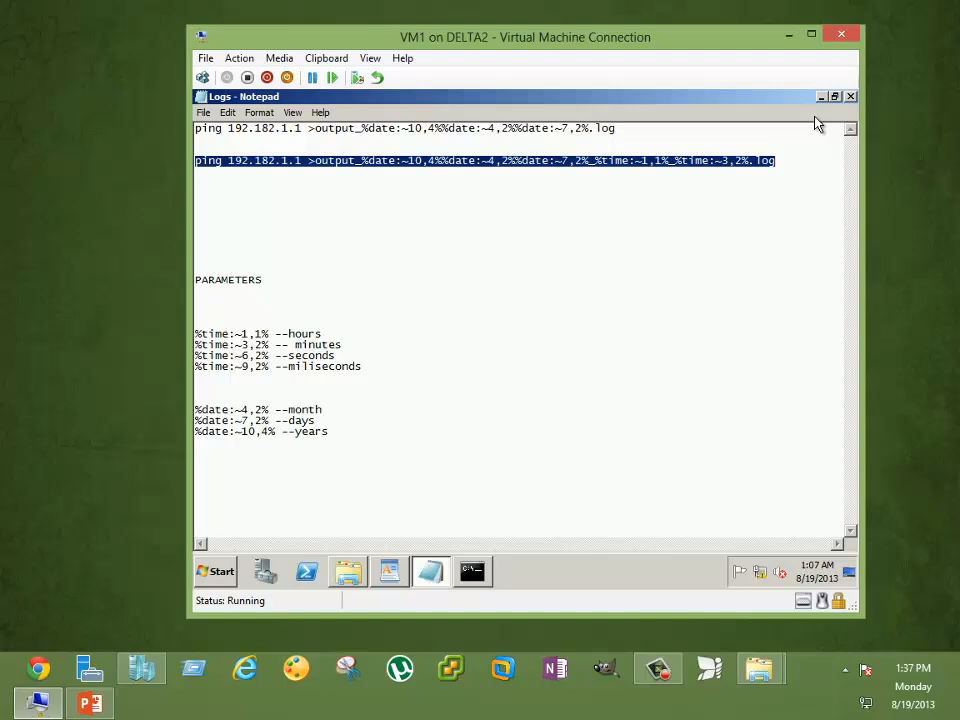 VM1 on DELTA2 - Virtual Machine Connection
File Action Media Clipboard View Help
Logs - Notepad
File Edit Format View Help
ping 192.182.1.1 >output_%date:~10,4%%date:~4,2%%date:~7,2%.log
ping 192.182.1.1 >output_%date:~10,4%%date:~4,2%%date:~7,2%_%time:~1,1%_%time:~3,2%.log
PARAMETERS
%time:~1,1% --hours
%time:~3,2% -- minutes
%time:~6,2% --seconds
%time:~9,2% --miliseconds
%date:~4,2% --month
%date:~7,2% --days
%date:~10,4% --years
Start
C:\-
1:07 AM
8/19/2013
Status: Running
1:37 PM
Monday
8/19/2013